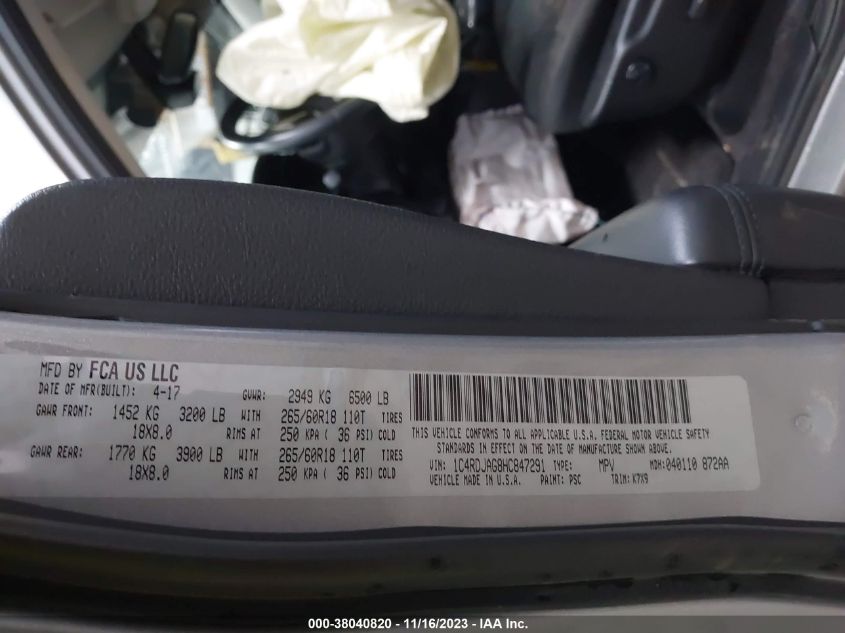 MFD BY FCA US LLC
DATE OF MFR(BUILT): 4-17 GVWR: 2949 KG 6500 LB
GAWR FRONT: 1452 KG 3200 LB WITH 265/60R18 110T TIRES
18X8.0 RIMS AT 250 KPA ( 36 PSI) COLD
GAWR REAR: 1770 KG 3900 LB WITH 265/60R18 110T TIRES
18X8.0 RIMS AT 250 KPA ( 36 PSI) COLD
THIS VEHICLE CONFORMS TO ALL APPLICABLE U.S.A. FEDERAL MOTOR VEHICLE SAFETY
STANDARDS IN EFFECT ON THE DATE OF MANUFACTURE SHOWN ABOVE.
VIN: 1C4RDJAG8HC847291 TYPE: MPV MDH: 040110 872AA
VEHICLE MADE IN U.S.A. PAINT: PSC TRIM: K7X9
000-38040820 - 11/16/2023 - IAA Inc.